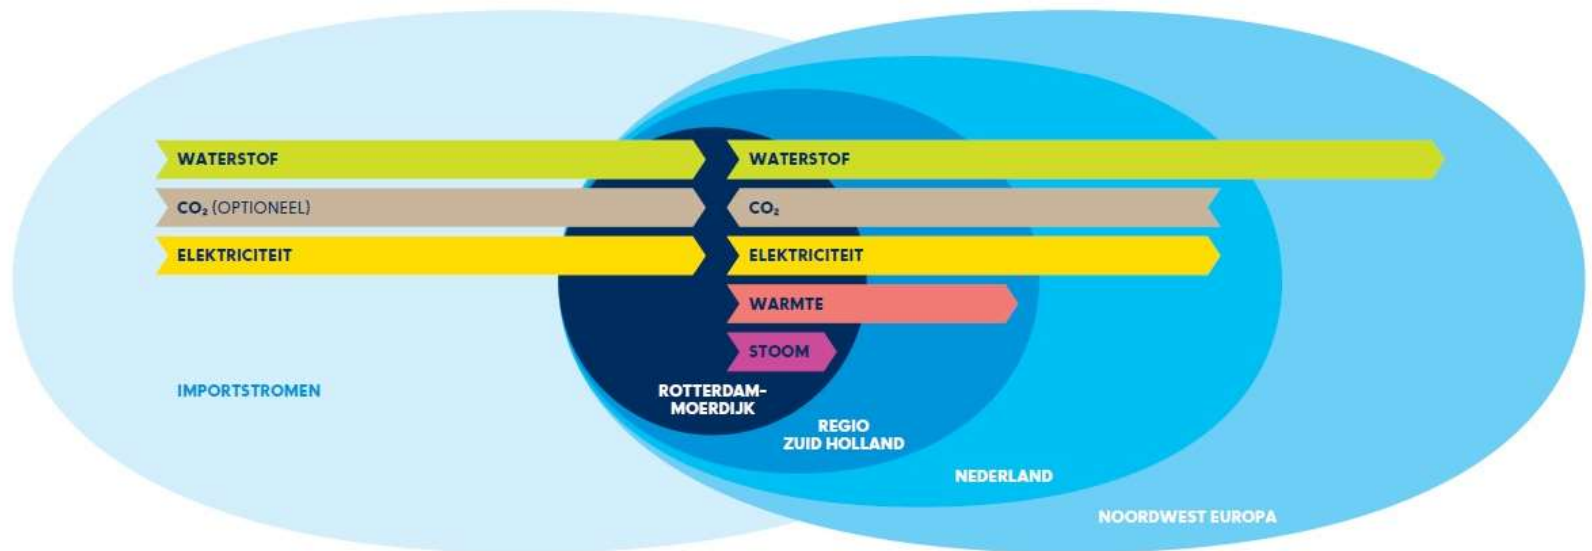 WATERSTOF
WATERSTOF
CO₂ (OPTIONEEL)
CO₂
ELEKTRICITEIT
ELEKTRICITEIT
WARMTE
STOOM
IMPORTSTROMEN
ROTTERDAM-
MOERDIJK
REGIO
ZUID HOLLAND
NEDERLAND
NOORDWEST EUROPA